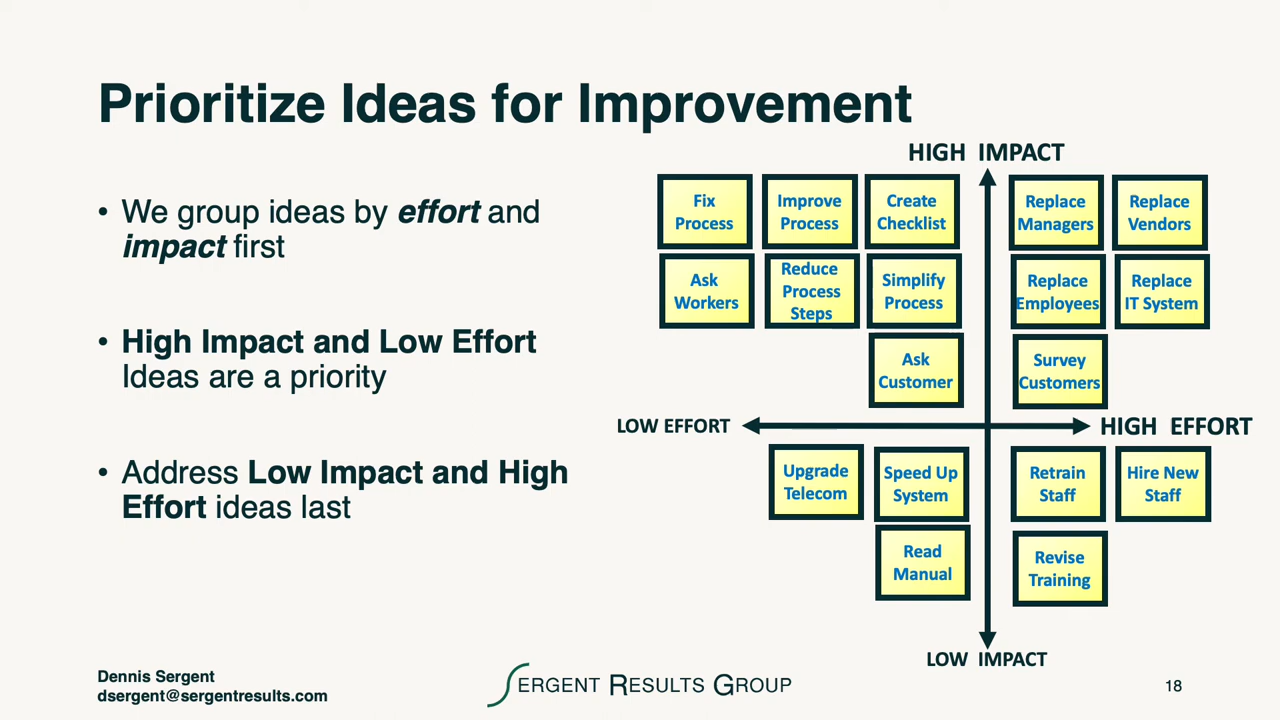 Prioritize Ideas for Improvement
• We group ideas by effort and
impact first
• High Impact and Low Effort
Ideas are a priority
• Address Low Impact and High
Effort ideas last
HIGH IMPACT
Fix
Process
Improve
Process
Create
Checklist
Replace
Managers
Replace
Vendors
Ask
Workers
Reduce
Process
Steps
Simplify
Process
Replace
Employees
Replace
IT System
Ask
Customer
Survey
Customers
LOW EFFORT
HIGH EFFORT
Upgrade
Telecom
Speed Up
System
Retrain
Staff
Hire New
Staff
Read
Manual
Revise
Training
LOW IMPACT
Dennis Sergent
dsergent@sergentresults.com
SERGENT RESULTS GROUP
18